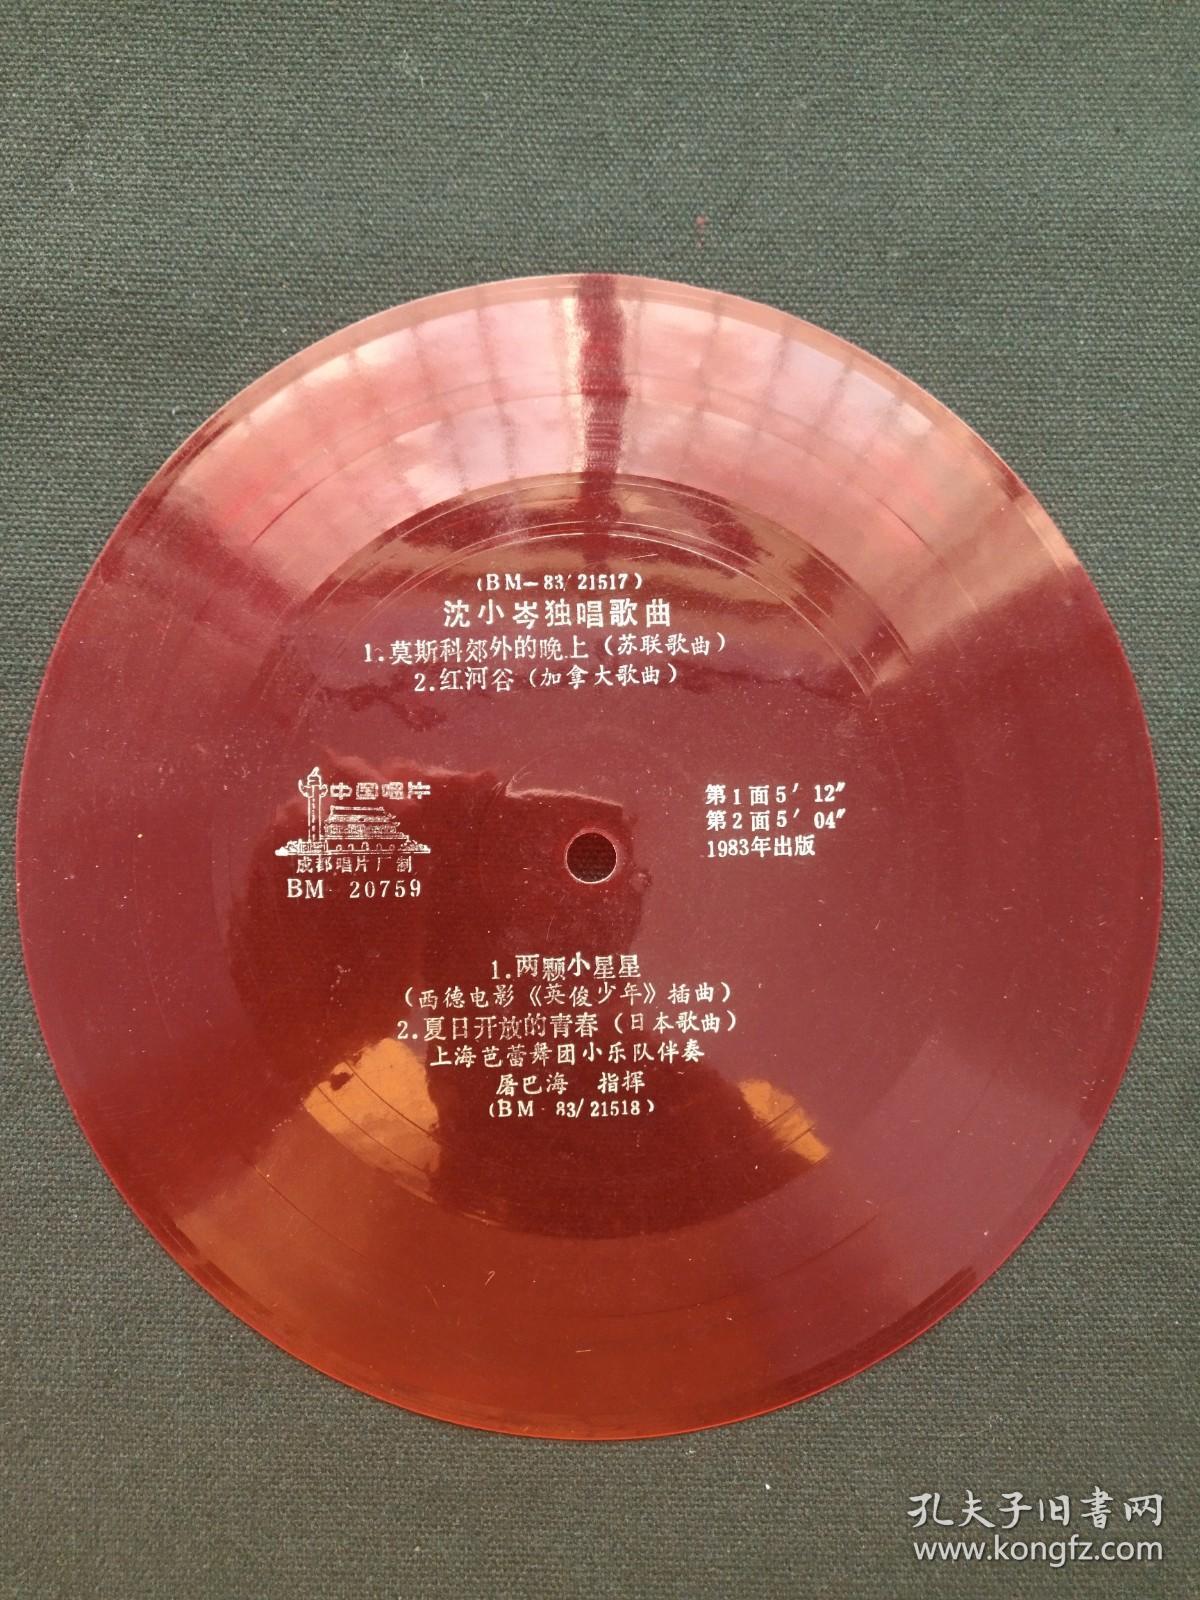 (BM-83/21517)
沈小岑独唱歌曲
1.莫斯科郊外的晚上(苏联歌曲)
2.红河谷(加拿大歌曲)
中国唱片
成都唱片厂制
BM-20759
第1面5′12″
第2面5′04″
1983年出版
1.两颗小星星
(西德电影《英俊少年》插曲)
2.夏日开放的青春(日本歌曲)
上海芭蕾舞团小乐队伴奏
屠巴海 指挥
(BM-83/21518)
孔夫子旧书网
www.kongfz.com